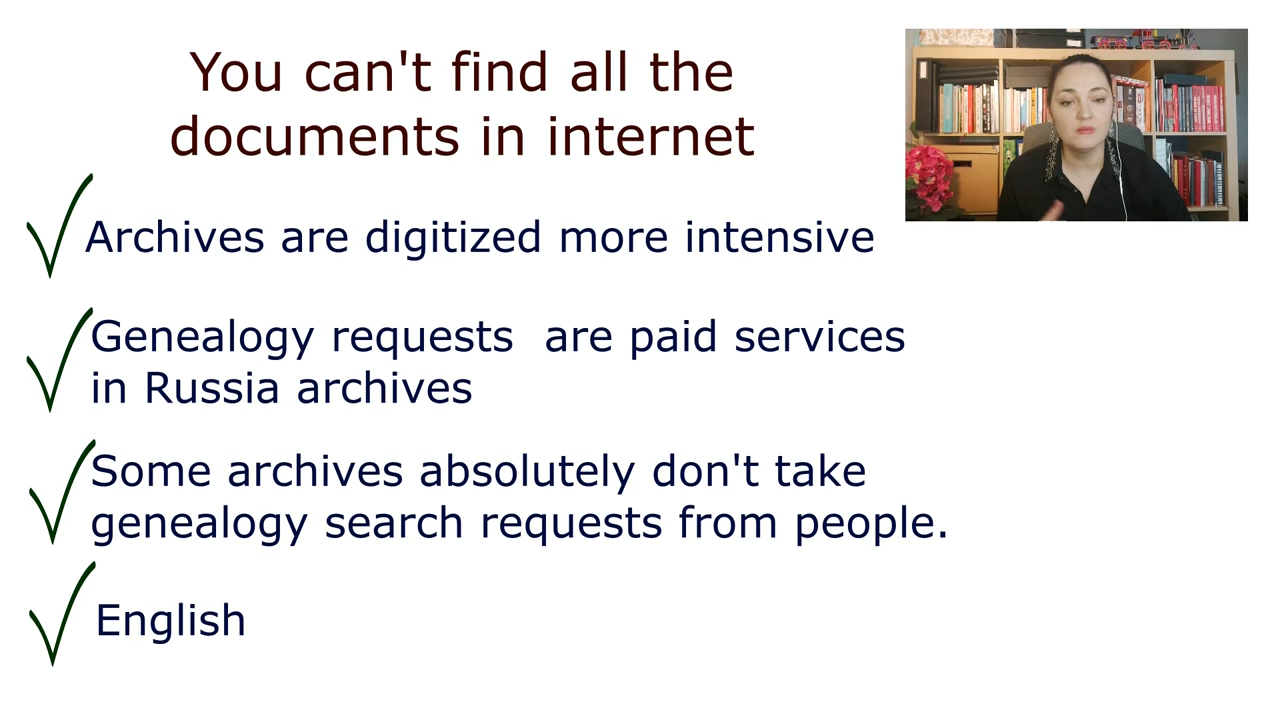 You can't find all the
documents in internet
Archives are digitized more intensive
Genealogy requests  are paid services
in Russia archives
Some archives absolutely don't take
genealogy search requests from people.
English